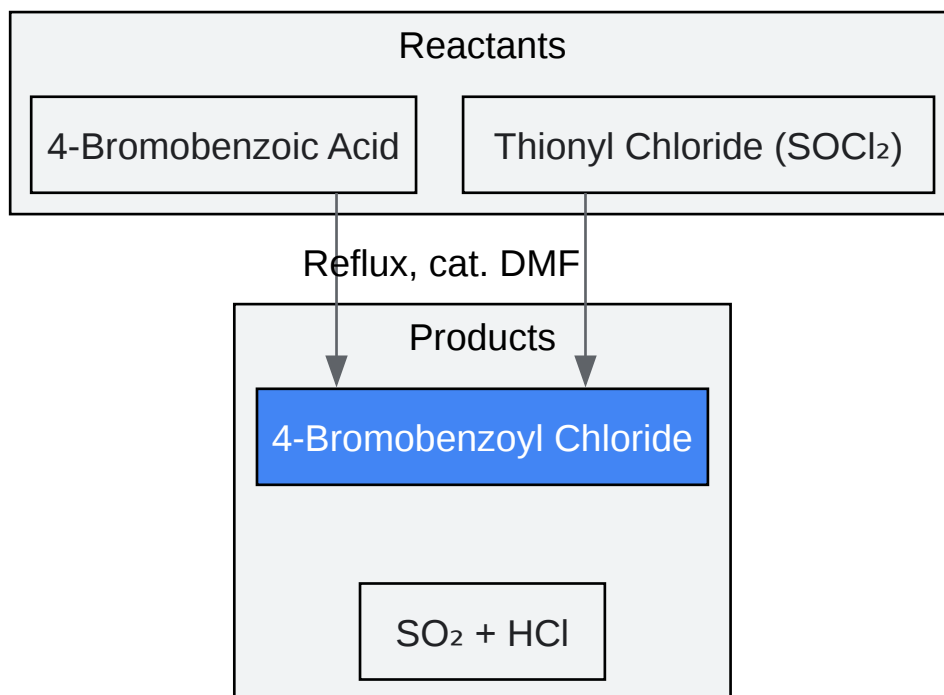 Reactants
4-Bromobenzoic Acid
Thionyl Chloride (SOCl₂)
Reflux, cat. DMF
Products
4-Bromobenzoyl Chloride
SO₂ + HCl